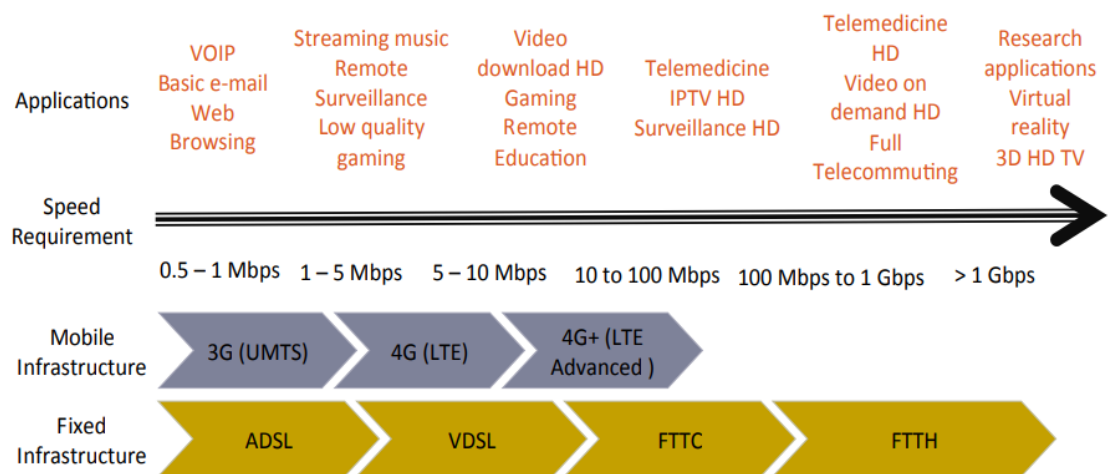 Applications
VOIP
Basic e-mail
Web
Browsing
Streaming music
Remote
Surveillance
Low quality
gaming
Video
download HD
Gaming
Remote
Education
Telemedicine
IPTV HD
Surveillance HD
Telemedicine
HD
Video on
demand HD
Full
Telecommuting
Research
applications
Virtual
reality
3D HD TV
Speed
Requirement
0.5 – 1 Mbps
1 – 5 Mbps
5 – 10 Mbps
10 to 100 Mbps
100 Mbps to 1 Gbps
> 1 Gbps
Mobile
Infrastructure
3G (UMTS)
4G (LTE)
4G+ (LTE
Advanced )
Fixed
Infrastructure
ADSL
VDSL
FTTC
FTTH